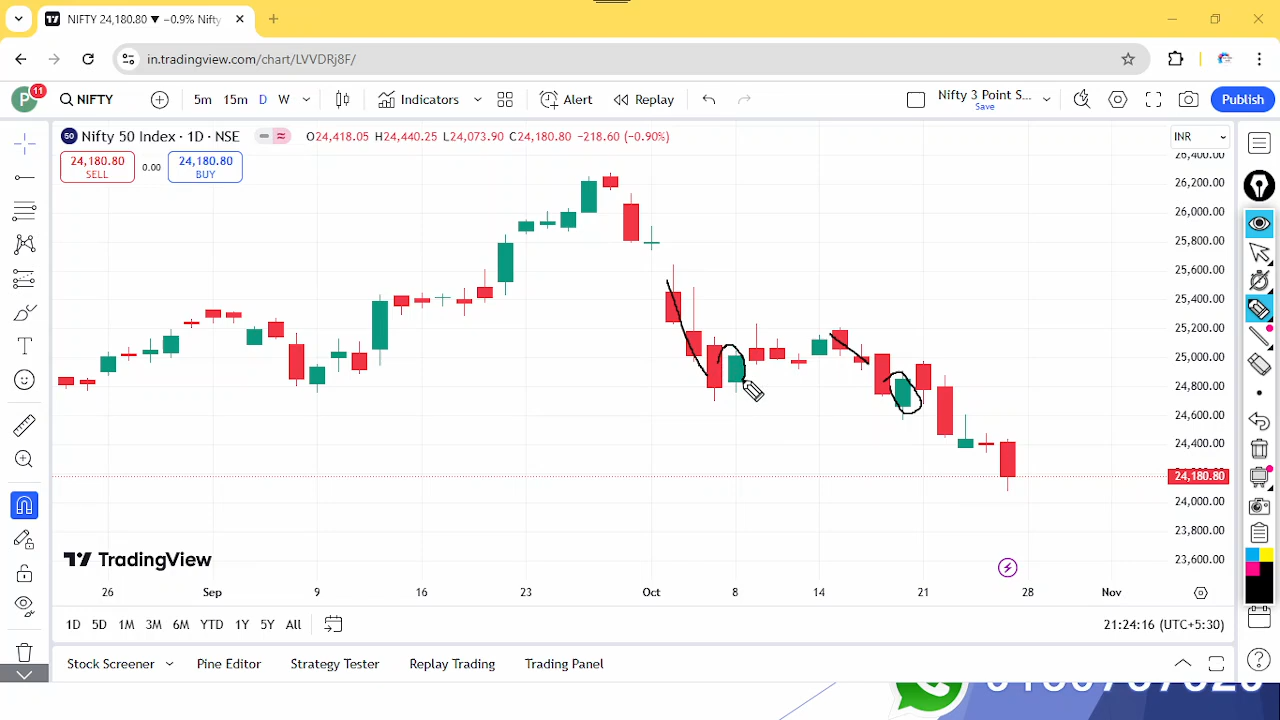 NIFTY 24,180.80 ▼ −0.9% Nifty
in.tradingview.com/chart/LVVDRj8F/
P 11 NIFTY 5m 15m D W Indicators Alert Replay Nifty 3 Point S... Save Publish
50 Nifty 50 Index · 1D · NSE O24,418.05 H24,440.25 L24,073.90 C24,180.80 −218.60 (−0.90%) INR
24,180.80 SELL 0.00 24,180.80 BUY
26,400.00
26,200.00
26,000.00
25,800.00
25,600.00
25,400.00
25,200.00
25,000.00
24,800.00
24,600.00
24,400.00
24,180.80
24,000.00
23,800.00
23,600.00
TradingView
26 Sep 9 16 23 Oct 8 14 21 28 Nov
1D 5D 1M 3M 6M YTD 1Y 5Y All 21:24:16 (UTC+5:30)
Stock Screener Pine Editor Strategy Tester Replay Trading Trading Panel